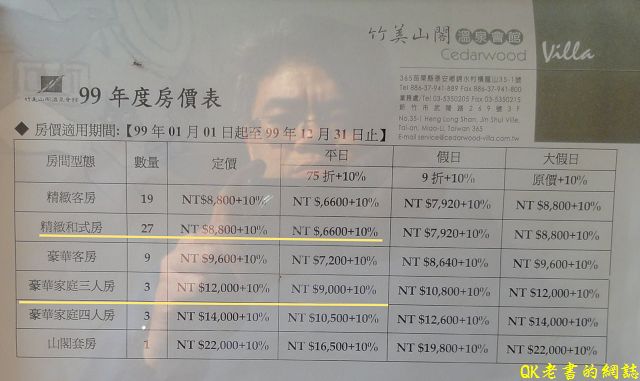 竹美山閣 溫泉會館
Cedarwood Villa
365苗栗縣泰安鄉錦水村橫龍山35-1號
Tel 886-37-941-889 Fax 886-37-941-800
業務處/Tel 03-5350205 Fax 03-5350215
新竹市武陵路269號3F
No.35-1 Heng Long Shan, Jin Shui Ville,
Tai-an, Miao-Li, Taiwan 365
E-mail service@cedarwood-villa.com.tw
竹美山閣溫泉會館
99 年度房價表
◆ 房價適用期間:【99 年 01 月 01 日起至 99 年 12 月 31 日止】
房間型態 數量 定價 平日 假日 大假日
75 折+10% 9 折+10% 原價+10%
精緻客房 19 NT$8,800+10% NT $,6600+10% NT $7,920+10% NT $8,800+10%
精緻和式房 27 NT $8,800+10% NT $,6600+10% NT $7,920+10% NT $8,800+10%
豪華客房 9 NT $9,600+10% NT $7,200+10% NT $8,640+10% NT $9,600+10%
豪華家庭三人房 3 NT $12,000+10% NT $9,000+10% NT $10,800+10% NT $12,000+10%
豪華家庭四人房 3 NT $14,000+10% NT $10,500+10% NT $12,600+10% NT $14,000+10%
山閣套房 1 NT $22,000+10% NT $16,500+10% NT $19,800+10% NT $22,000+10%
QK老書的網誌